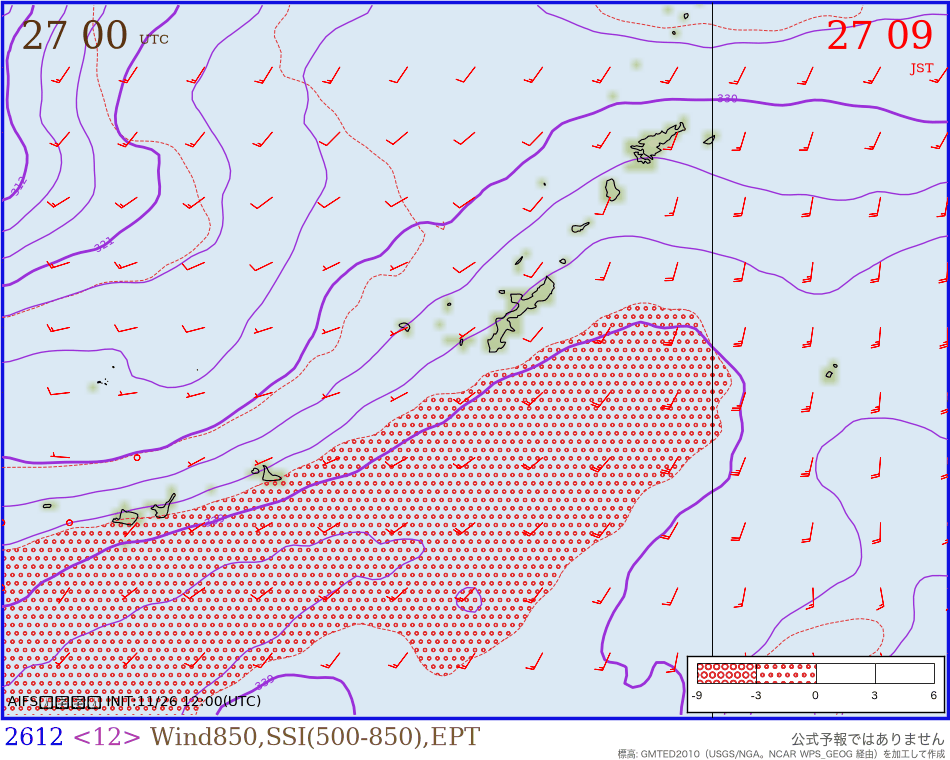 27 00 UTC
27 09
JST
330
312
321
339
AIFS INIT:11/26 12:00(UTC)
-9 -3 0 3 6
2612 <12> Wind850,SSI(500-850),EPT
公式予報ではありません
標高: GMTED2010（USGS/NGA。NCAR WPS_GEOG 経由）を加工して作成